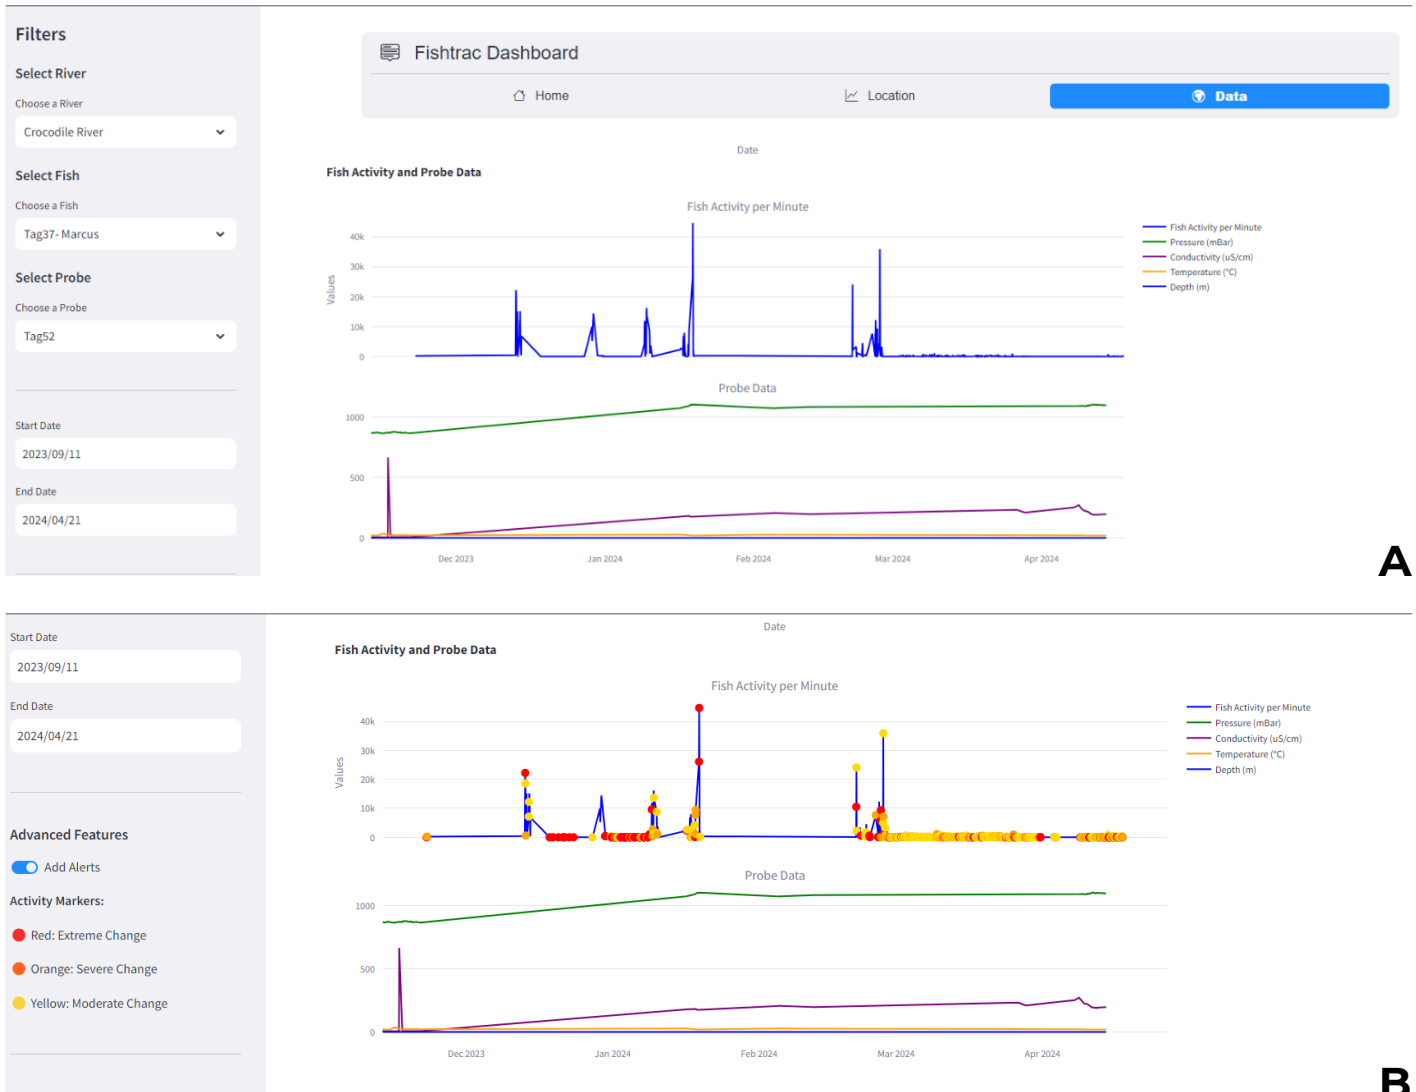 Filters
Select River
Choose a River
Crocodile River
Select Fish
Choose a Fish
Tag37- Marcus
Select Probe
Choose a Probe
Tag52
Start Date
2023/09/11
End Date
2024/04/21
Fishtrac Dashboard
Home
Location
Data
Date
Fish Activity and Probe Data
Fish Activity per Minute
40k
30k
20k
10k
0
Values
Fish Activity per Minute
Pressure (mBar)
Conductivity (uS/cm)
Temperature (°C)
Depth (m)
Probe Data
1000
500
0
Dec 2023
Jan 2024
Feb 2024
Mar 2024
Apr 2024
A
Start Date
2023/09/11
End Date
2024/04/21
Advanced Features
Add Alerts
Activity Markers:
Red: Extreme Change
Orange: Severe Change
Yellow: Moderate Change
Date
Fish Activity and Probe Data
Fish Activity per Minute
40k
30k
20k
10k
0
Values
Fish Activity per Minute
Pressure (mBar)
Conductivity (uS/cm)
Temperature (°C)
Depth (m)
Probe Data
1000
500
0
Dec 2023
Jan 2024
Feb 2024
Mar 2024
Apr 2024
B